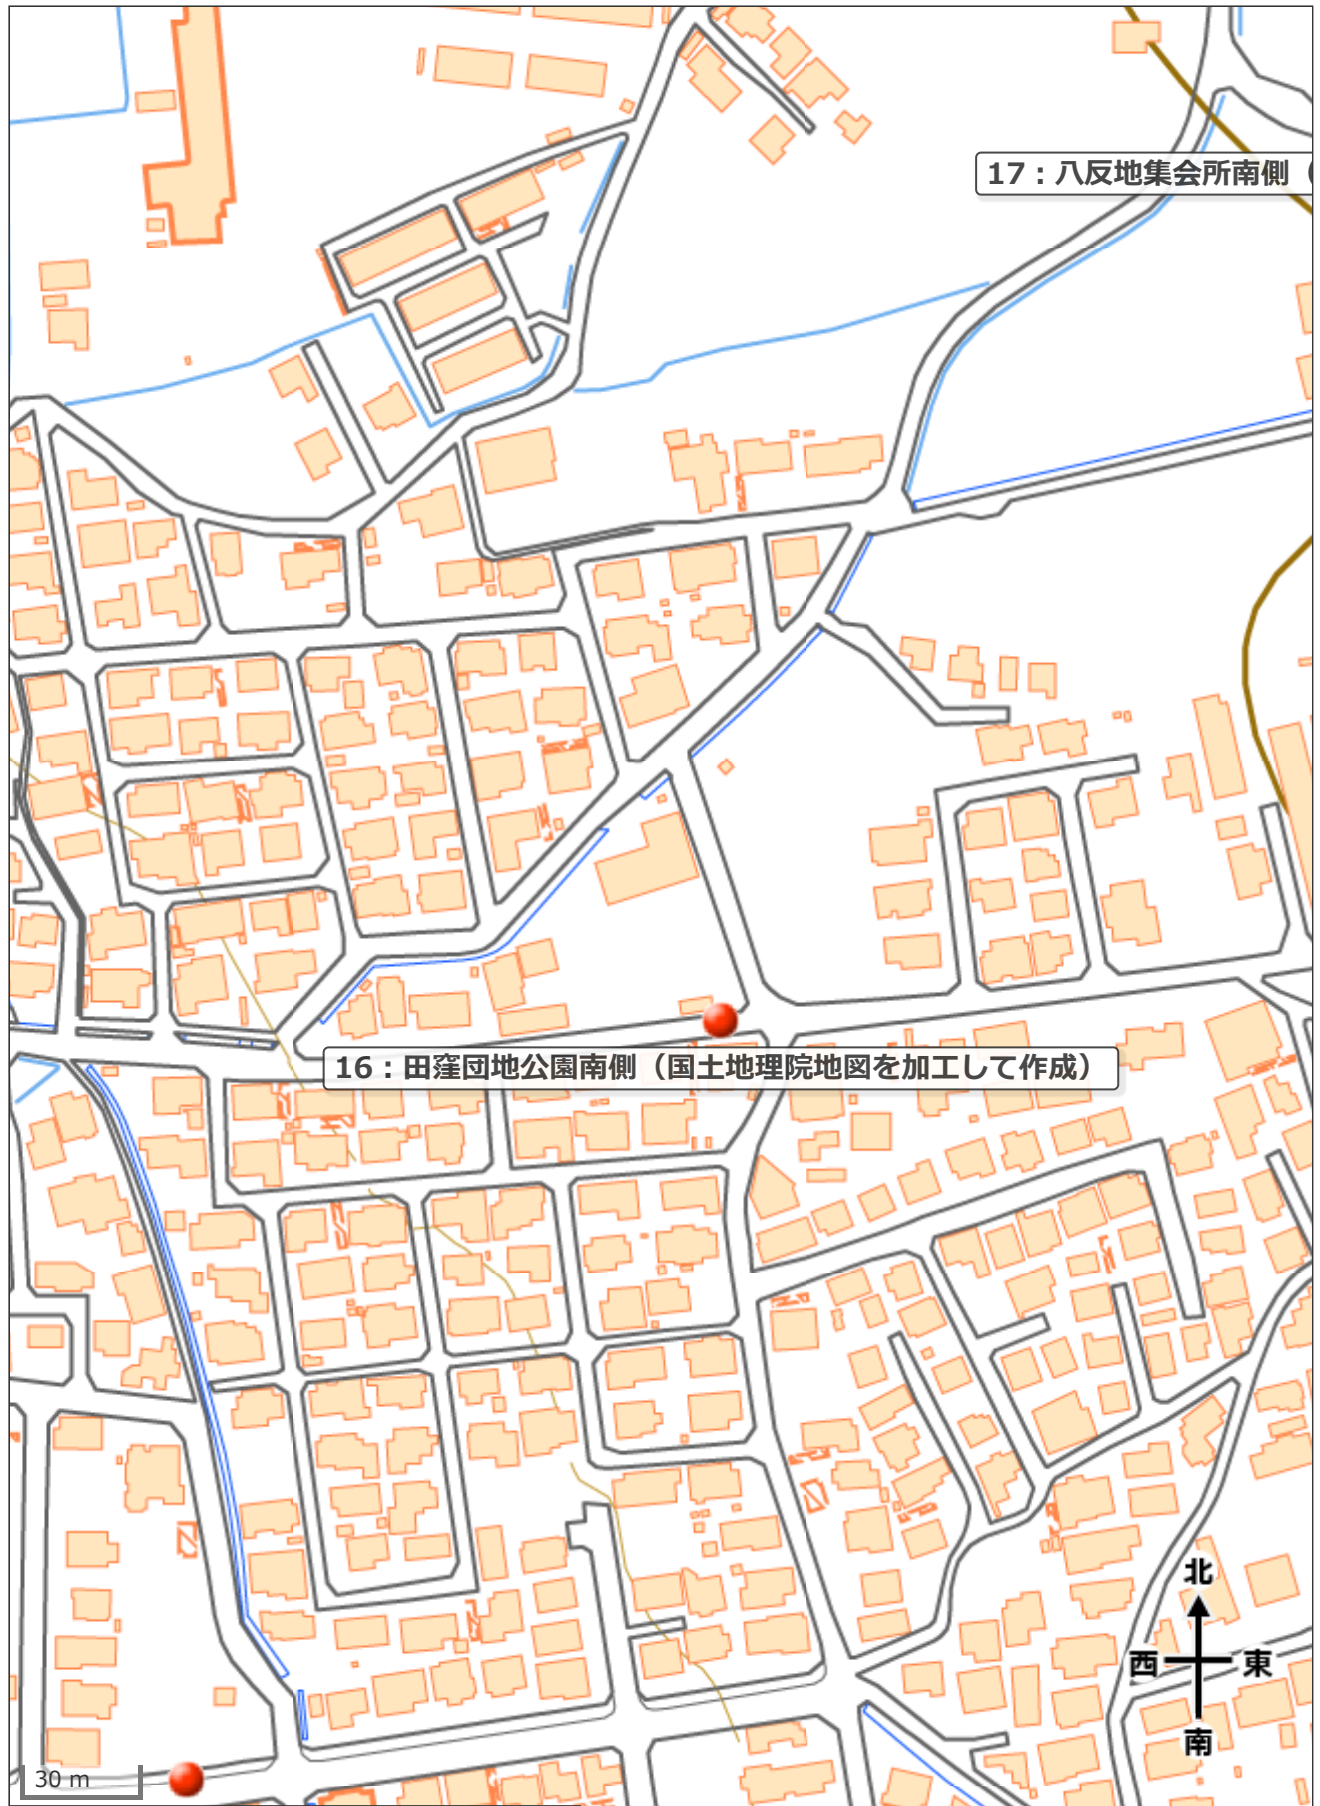 17：八反地集会所南側（
16：田窪団地公園南側（国土地理院地図を加工して作成）
北
西 東
南
30 m